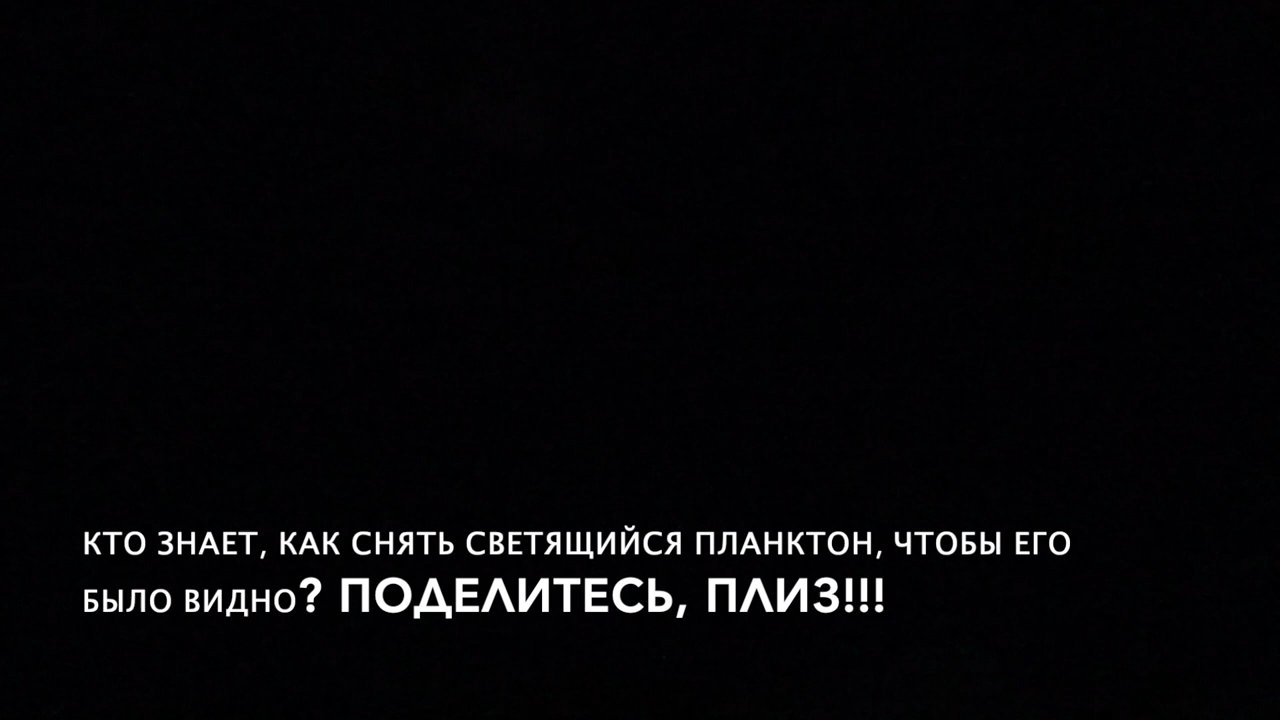 КТО ЗНАЕТ, КАК СНЯТЬ СВЕТЯЩИЙСЯ ПЛАНКТОН, ЧТОБЫ ЕГО
БЫЛО ВИДНО? ПОДЕЛИТЕСЬ, ПЛИЗ!!!